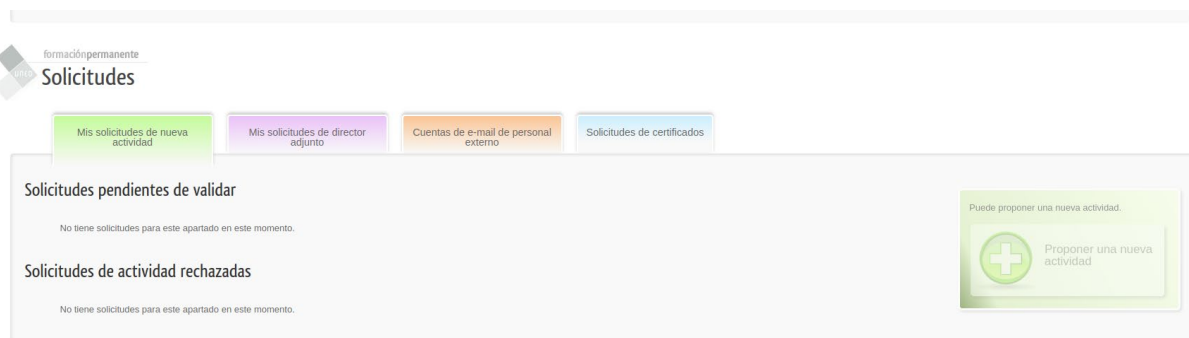 formaciónpermanente
uned
Solicitudes
Mis solicitudes de nueva
actividad
Mis solicitudes de director
adjunto
Cuentas de e-mail de personal
externo
Solicitudes de certificados
Solicitudes pendientes de validar
No tiene solicitudes para este apartado en este momento.
Puede proponer una nueva actividad.
Proponer una nueva
actividad
Solicitudes de actividad rechazadas
No tiene solicitudes para este apartado en este momento.